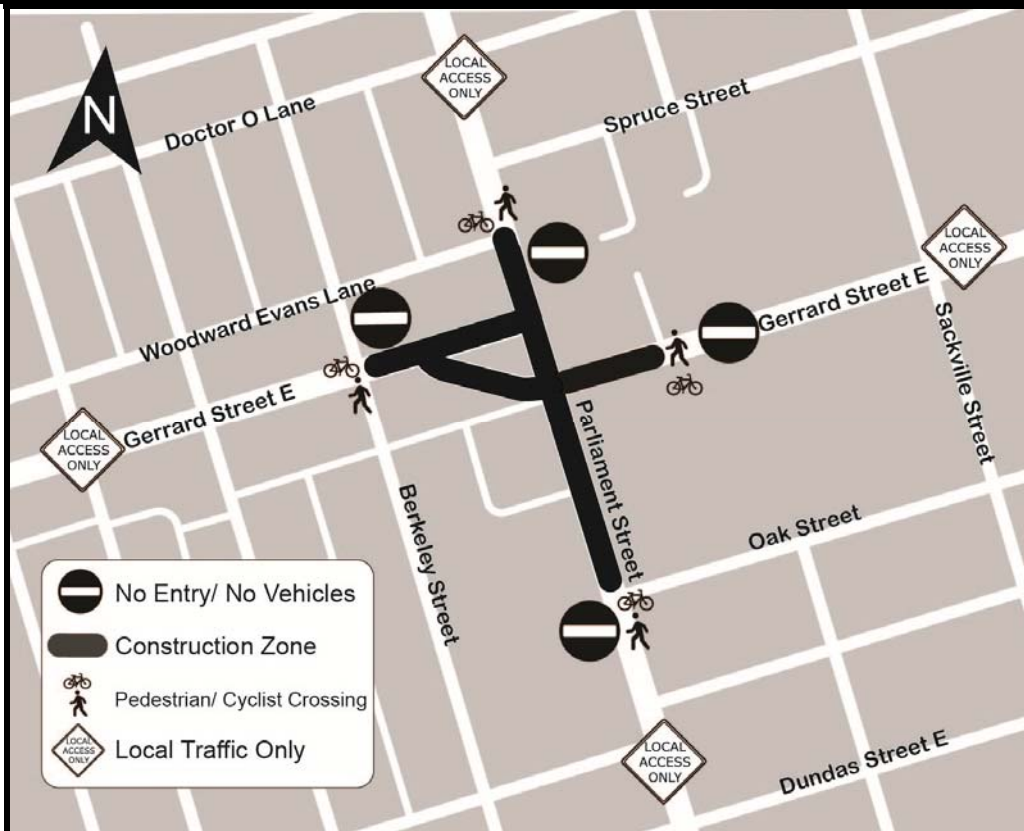 LOCAL
ACCESS
ONLY
N
Doctor O Lane
Spruce Street
LOCAL
ACCESS
ONLY
Woodward Evans Lane
Gerrard Street E
Gerrard Street E
LOCAL
ACCESS
ONLY
Sackville Street
Parliament Street
Berkeley Street
Oak Street
No Entry/ No Vehicles
Construction Zone
Pedestrian/ Cyclist Crossing
LOCAL
ACCESS
ONLY
Local Traffic Only
LOCAL
ACCESS
ONLY
Dundas Street E